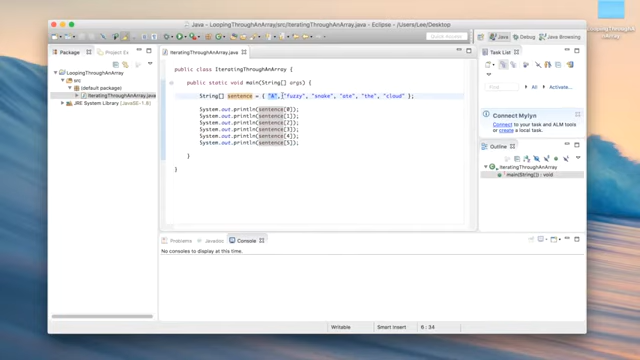 LoopingThroughAnArray/src/IteratingThroughAnArray.java - Eclipse - /Users/Lee/Desktop
Quick Access
Java
Debug
Java Browsing
Package
Project Ex
LoopingThroughAnArray
src
(default package)
IteratingThroughAnArray.java
JRE System Library
IteratingThroughAnArray.java
public class IteratingThroughAnArray {
public static void main(String[] args) {
String[] sentence = { "A", "fuzzy", "snake", "ate", "the", "cloud" };
System.out.println(sentence[0]);
System.out.println(sentence[1]);
System.out.println(sentence[2]);
System.out.println(sentence[3]);
System.out.println(sentence[4]);
System.out.println(sentence[5]);
}
}
Task List
Find
All
Activate...
Connect Mylyn
Connect to your task and ALM tools
or create a local task.
Outline
IteratingThroughAnArray
main(String[]) : void
Problems
Javadoc
Console
No consoles to display at this time.
Writable
Smart Insert
6 : 34